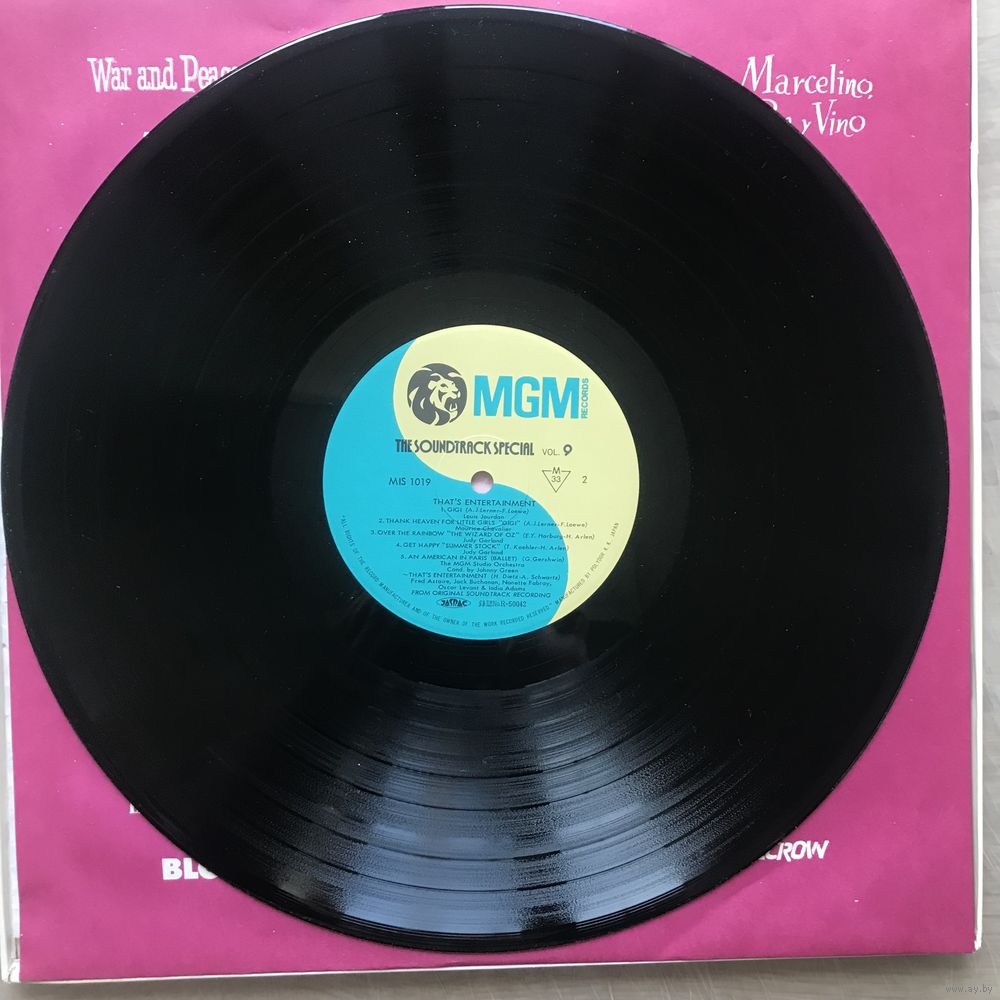 War and Peac
Marcelino,
y Vino
MGM
RECORDS
THE SOUNDTRACK SPECIAL VOL. 9
MIS 1019
M
33
2
THAT'S ENTERTAINMENT
1. GIGI (A.J.Lerner-F.Loewe)
Louis Jourdan
2. THANK HEAVEN FOR LITTLE GIRLS "GIGI" (A.J.Lerner-F.Loewe)
Maurice Chevalier
3. OVER THE RAINBOW "THE WIZARD OF OZ" (E.Y. Harburg-H. Arlen)
Judy Garland
4. GET HAPPY "SUMMER STOCK" (T. Koehler-H. Arlen)
Judy Garland
5. AN AMERICAN IN PARIS (BALLET) (G.Gershwin)
The MGM Studio Orchestra
Cond. by Johnny Green
~THAT'S ENTERTAINMENT (H. Dietz-A. Schwartz)
Fred Astaire, Jack Buchanan, Nanette Fabray,
Oscar Levant & India Adams
FROM ORIGINAL SOUNDTRACK RECORDING
JASRAC
R-50042
"ALL RIGHTS OF THE RECORD MANUFACTURER AND OF THE OWNER OF THE WORK RECORDED RESERVED" MANUFACTURED BY POLYDOR K.K. JAPAN
BLO
CROW
www.ay.by